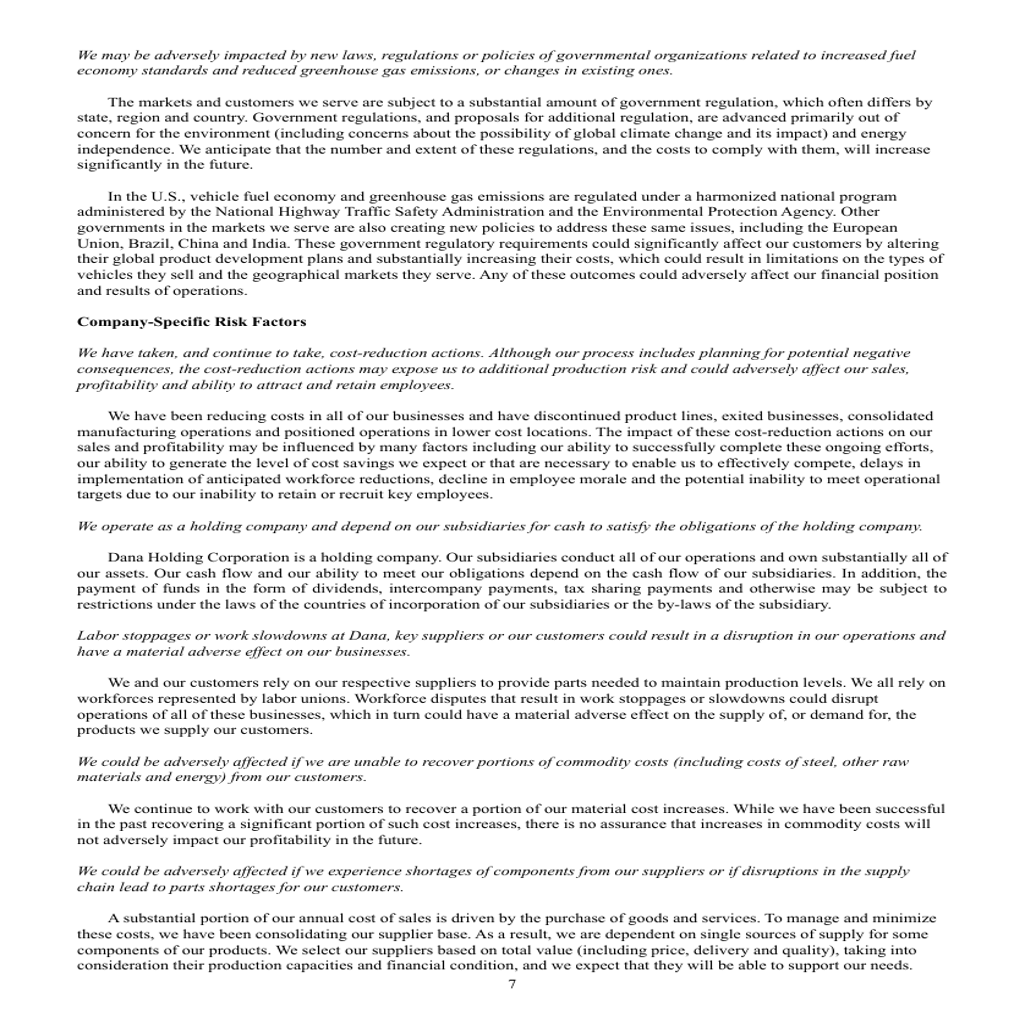 We may be adversely impacted by new laws, regulations or policies of governmental organizations related to increased fuel
economy standards and reduced greenhouse gas emissions, or changes in existing ones.
The markets and customers we serve are subject to a substantial amount of government regulation, which often differs by
state, region and country. Government regulations, and proposals for additional regulation, are advanced primarily out of
concern for the environment (including concerns about the possibility of global climate change and its impact) and energy
independence. We anticipate that the number and extent of these regulations, and the costs to comply with them, will increase
significantly in the future.
In the U.S., vehicle fuel economy and greenhouse gas emissions are regulated under a harmonized national program
administered by the National Highway Traffic Safety Administration and the Environmental Protection Agency. Other
governments in the markets we serve are also creating new policies to address these same issues, including the European
Union, Brazil, China and India. These government regulatory requirements could significantly affect our customers by altering
their global product development plans and substantially increasing their costs, which could result in limitations on the types of
vehicles they sell and the geographical markets they serve. Any of these outcomes could adversely affect our financial position
and results of operations.
Company-Specific Risk Factors
We have taken, and continue to take, cost-reduction actions. Although our process includes planning for potential negative
consequences, the cost-reduction actions may expose us to additional production risk and could adversely affect our sales,
profitability and ability to attract and retain employees.
We have been reducing costs in all of our businesses and have discontinued product lines, exited businesses, consolidated
manufacturing operations and positioned operations in lower cost locations. The impact of these cost-reduction actions on our
sales and profitability may be influenced by many factors including our ability to successfully complete these ongoing efforts,
our ability to generate the level of cost savings we expect or that are necessary to enable us to effectively compete, delays in
implementation of anticipated workforce reductions, decline in employee morale and the potential inability to meet operational
targets due to our inability to retain or recruit key employees.
We operate as a holding company and depend on our subsidiaries for cash to satisfy the obligations of the holding company.
Dana Holding Corporation is a holding company. Our subsidiaries conduct all of our operations and own substantially all of
our assets. Our cash flow and our ability to meet our obligations depend on the cash flow of our subsidiaries. In addition, the
payment of funds in the form of dividends, intercompany payments, tax sharing payments and otherwise may be subject to
restrictions under the laws of the countries of incorporation of our subsidiaries or the by-laws of the subsidiary.
Labor stoppages or work slowdowns at Dana, key suppliers or our customers could result in a disruption in our operations and
have a material adverse effect on our businesses.
We and our customers rely on our respective suppliers to provide parts needed to maintain production levels. We all rely on
workforces represented by labor unions. Workforce disputes that result in work stoppages or slowdowns could disrupt
operations of all of these businesses, which in turn could have a material adverse effect on the supply of, or demand for, the
products we supply our customers.
We could be adversely affected if we are unable to recover portions of commodity costs (including costs of steel, other raw
materials and energy) from our customers.
We continue to work with our customers to recover a portion of our material cost increases. While we have been successful
in the past recovering a significant portion of such cost increases, there is no assurance that increases in commodity costs will
not adversely impact our profitability in the future.
We could be adversely affected if we experience shortages of components from our suppliers or if disruptions in the supply
chain lead to parts shortages for our customers.
A substantial portion of our annual cost of sales is driven by the purchase of goods and services. To manage and minimize
these costs, we have been consolidating our supplier base. As a result, we are dependent on single sources of supply for some
components of our products. We select our suppliers based on total value (including price, delivery and quality), taking into
consideration their production capacities and financial condition, and we expect that they will be able to support our needs.
7